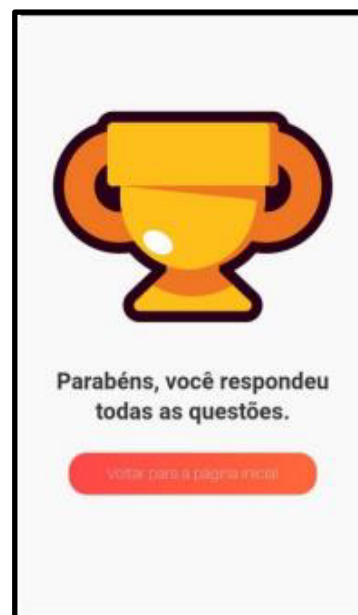 Parabéns, você respondeu
todas as questões.
Voltar para a página inicial